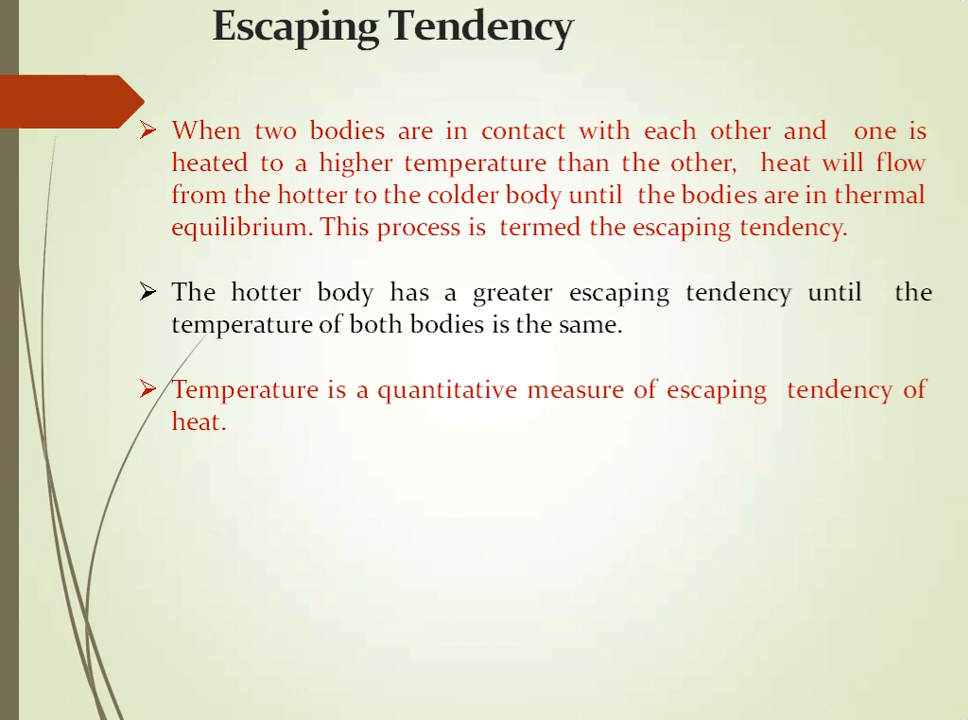 Escaping Tendency
When two bodies are in contact with each other and one is
heated to a higher temperature than the other, heat will flow
from the hotter to the colder body until the bodies are in thermal
equilibrium. This process is termed the escaping tendency.
The hotter body has a greater escaping tendency until the
temperature of both bodies is the same.
Temperature is a quantitative measure of escaping tendency of
heat.